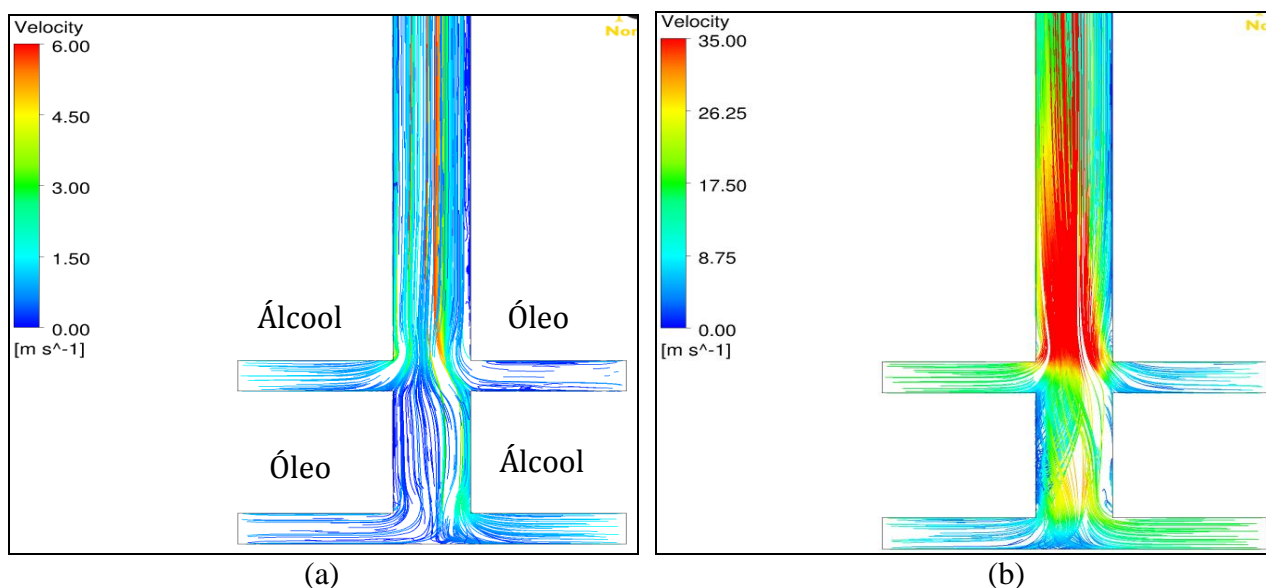 Velocity
6.00
4.50
3.00
1.50
0.00
[m s^-1]
Nor
Álcool
Óleo
Óleo
Álcool
(a)
Velocity
35.00
26.25
17.50
8.75
0.00
[m s^-1]
(b)